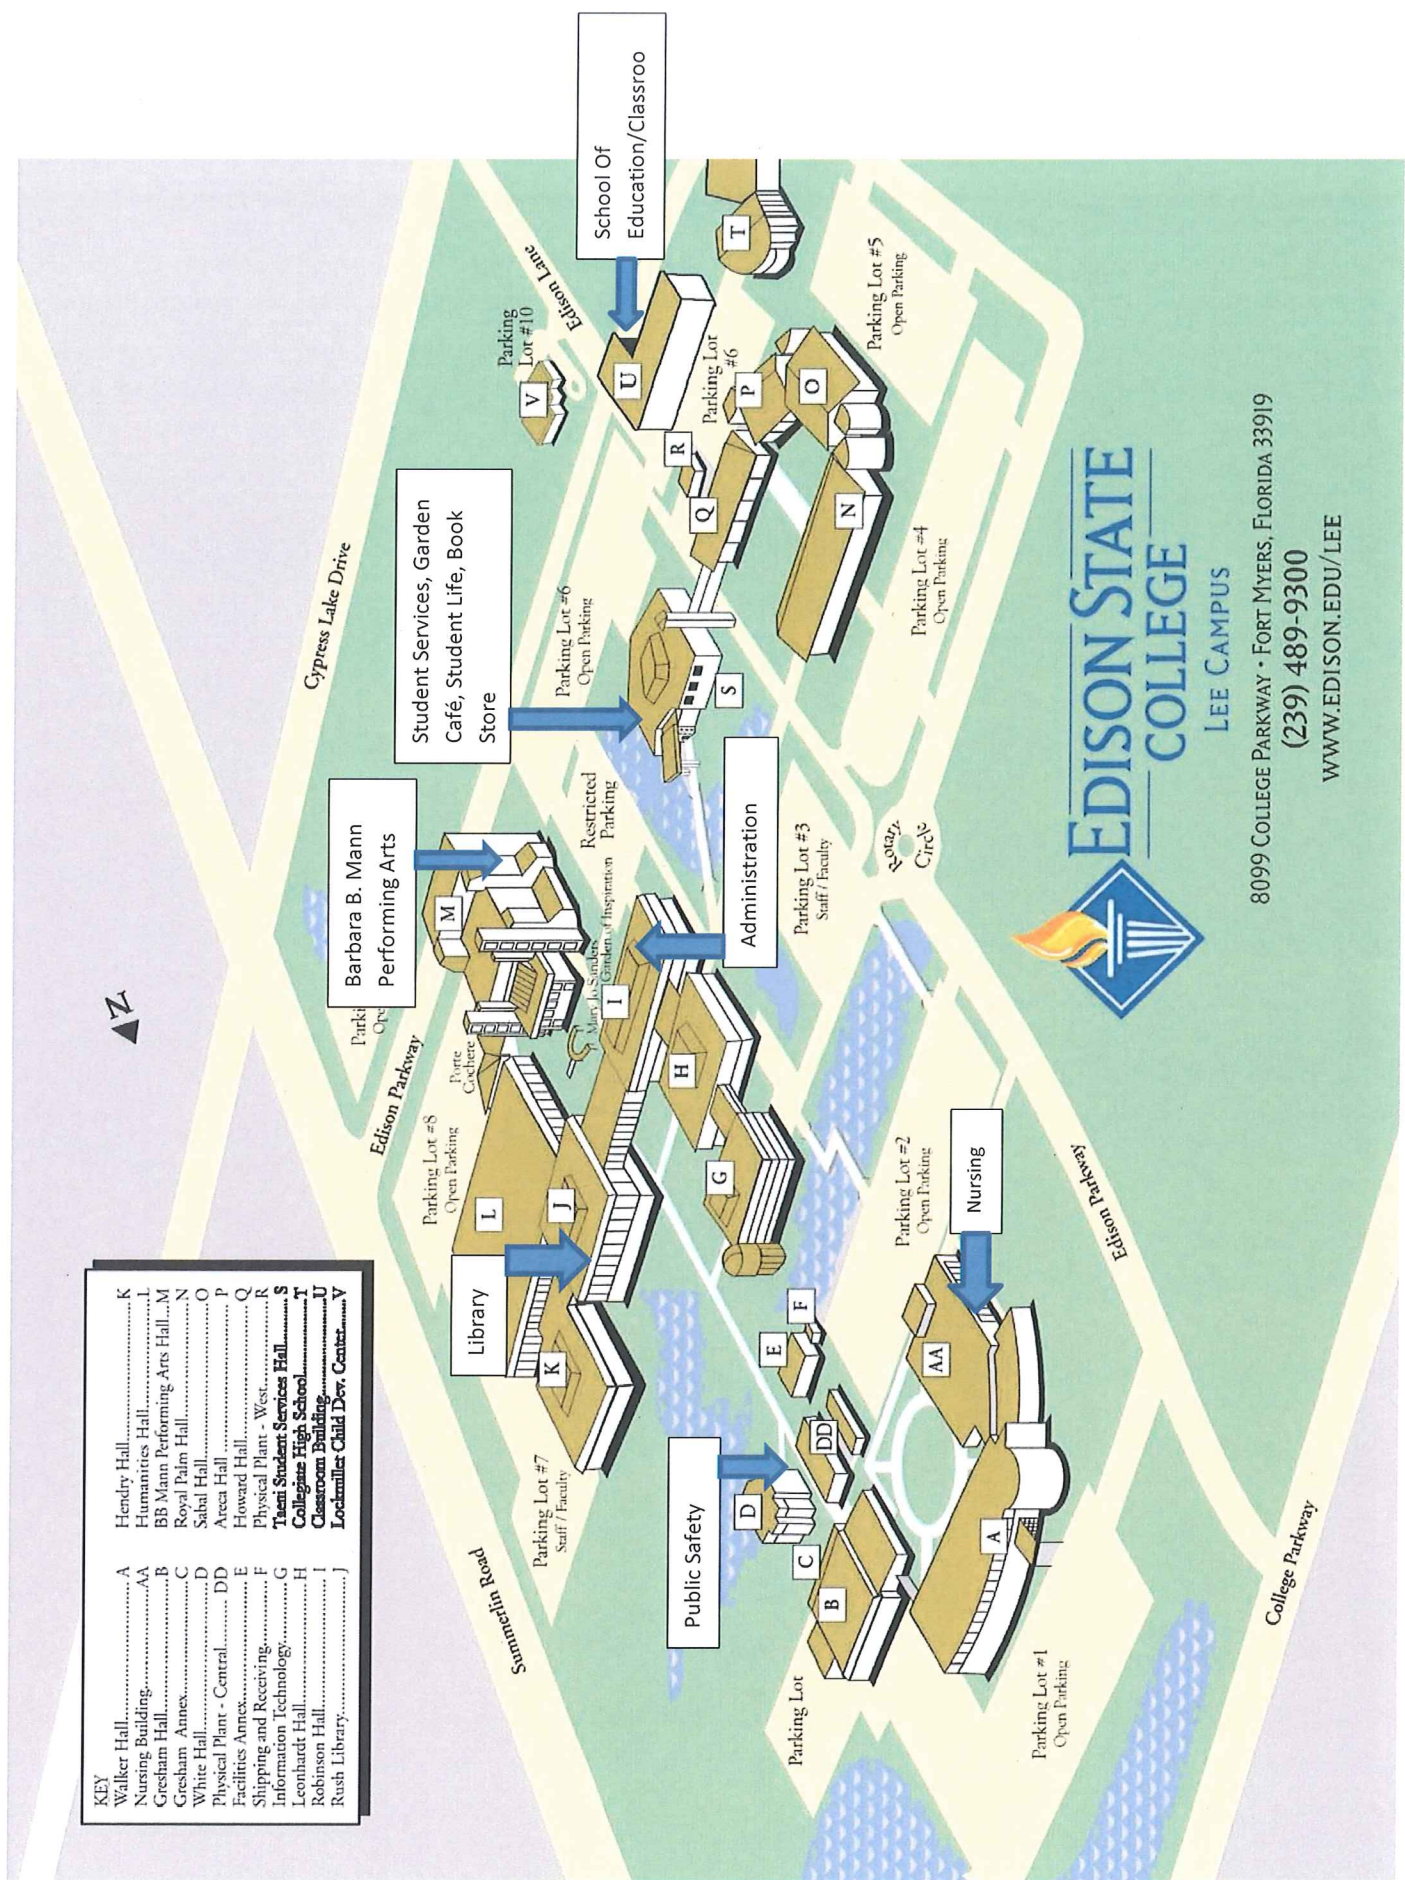 KEY
Walker Hall..........A
Nursing Building..........AA
Gresham Hall..........B
Gresham Annex..........C
White Hall..........D
Physical Plant - Central..........DD
Facilities Annex..........E
Shipping and Receiving..........F
Information Technology..........G
Leonhardt Hall..........H
Robinson Hall..........I
Rush Library..........J
Hendry Hall..........K
Humanities Hall..........L
BB Mann Performing Arts Hall....M
Royal Palm Hall..........N
Sabal Hall..........O
Areca Hall..........P
Howard Hall..........Q
Physical Plant - West..........R
Taeni Student Services Hall..........S
Collegiate High School..........T
Classroom Building..........U
Lockmiller Child Dev. Center..........V
N
Cypress Lake Drive
Edison Parkway
Summerlin Road
Barbara B. Mann
Performing Arts
Student Services, Garden
Café, Student Life, Book
Store
School Of
Education/Classroo
Parking
Lot #10
Edison Lane
V
U
T
R
Q
P
O
N
S
M
L
J
K
I
H
G
Parki
Ope
Porte
Cochere
Parking Lot #8
Open Parking
Library
Parking Lot #7
Staff / Faculty
Mary Jo Sanders
Garden of Inspiration
Restricted
Parking
Parking Lot #6
Open Parking
Parking Lot
#6
Parking Lot #5
Open Parking
Parking Lot #4
Open Parking
Administration
Parking Lot #3
Staff / Faculty
Rotary
Circle
Public Safety
D
C
B
DD
E
F
AA
A
Nursing
Parking Lot
Parking Lot #2
Open Parking
Parking Lot #1
Open Parking
Edison Parkway
College Parkway
EDISON STATE
COLLEGE
LEE CAMPUS
8099 COLLEGE PARKWAY · FORT MYERS, FLORIDA 33919
(239) 489-9300
WWW.EDISON.EDU/LEE